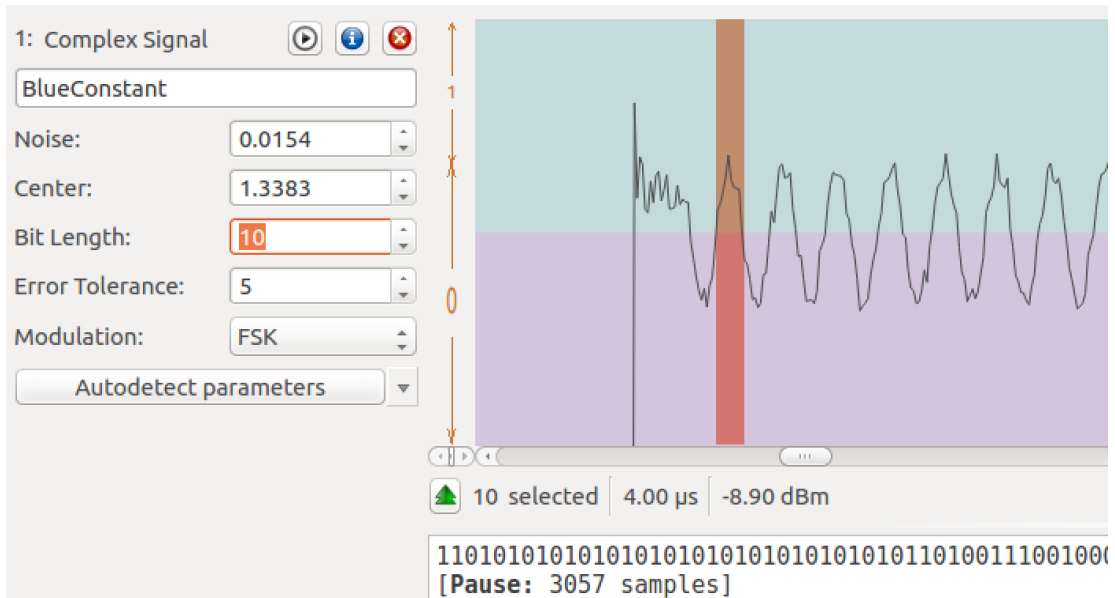 1: Complex Signal
BlueConstant
Noise: 0.0154
Center: 1.3383
Bit Length: 10
Error Tolerance: 5
Modulation: FSK
Autodetect parameters
1
0
10 selected 4.00 µs -8.90 dBm
[Pause: 3057 samples]